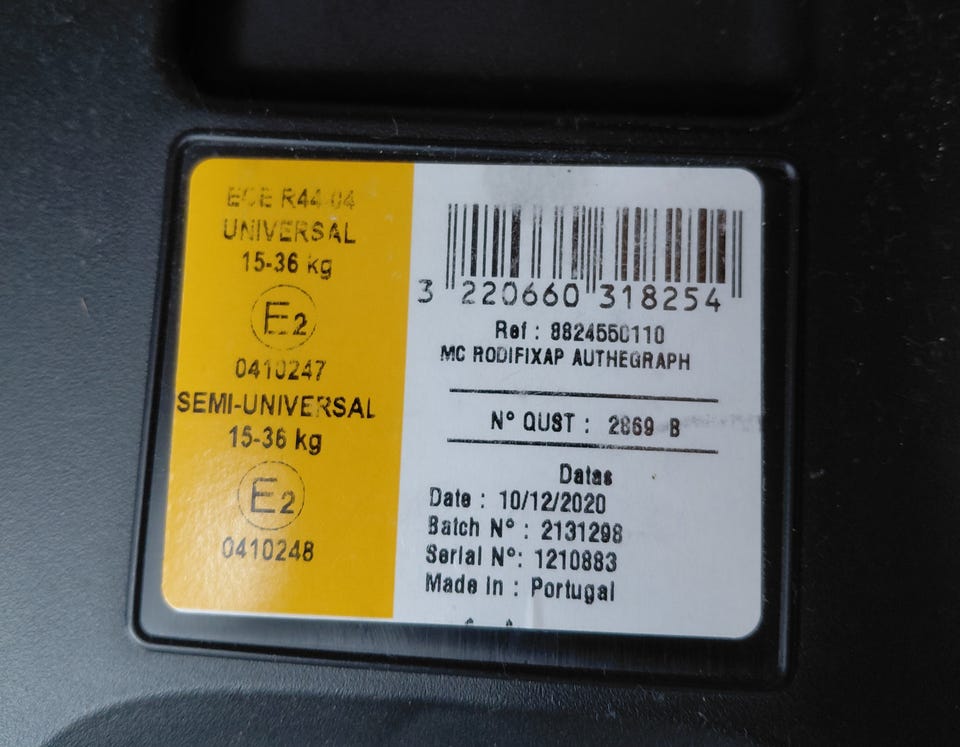 ECE R44-04
UNIVERSAL
15-36 kg
E2
0410247
SEMI-UNIVERSAL
15-36 kg
E2
0410248
3 220660 318254
Ref : 8824550110
MC RODIFIXAP AUTHEGRAPH
N° QUST : 2869 B
Datas
Date : 10/12/2020
Batch N° : 2131298
Serial N°: 1210883
Made in : Portugal